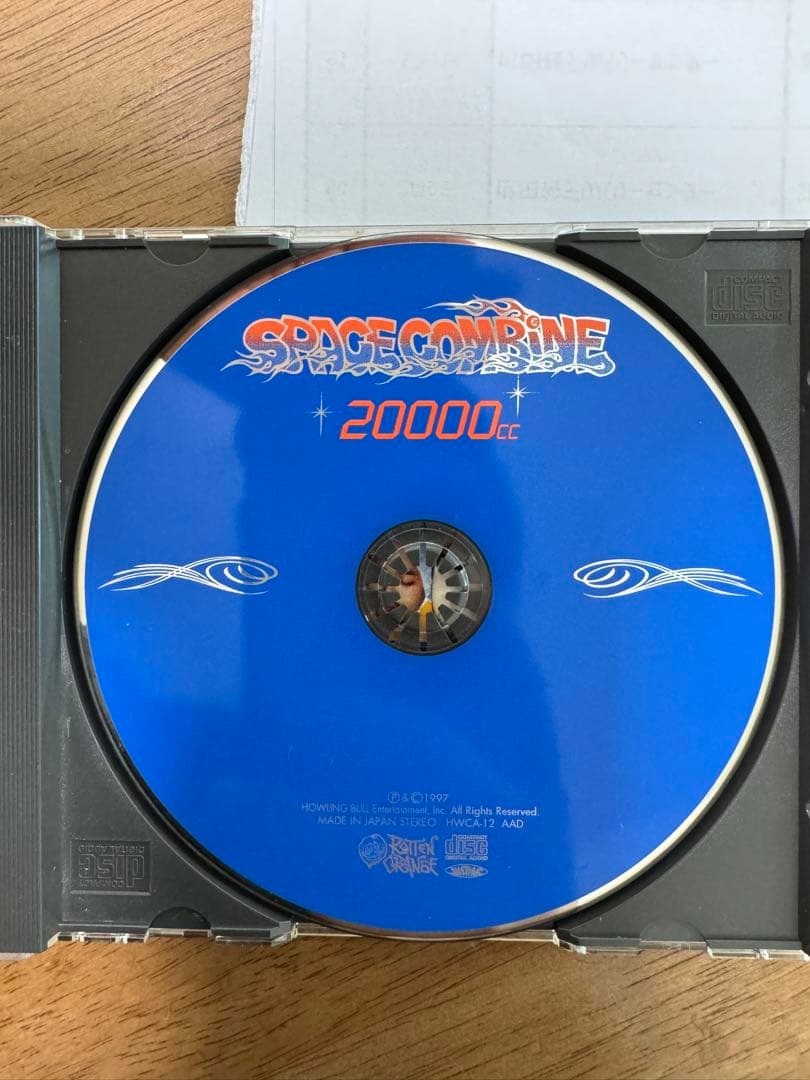 COMPACT
disc
DIGITAL AUDIO
SPACE COMBINE
20000cc
℗ & © 1997
HOWLING BULL Entertainment, Inc. All Rights Reserved.
MADE IN JAPAN STEREO HWCA-12 AAD
ROTTEN
ORANGE
COMPACT
disc
DIGITAL AUDIO
JASRAC
COMPACT
disc
DIGITAL AUDIO